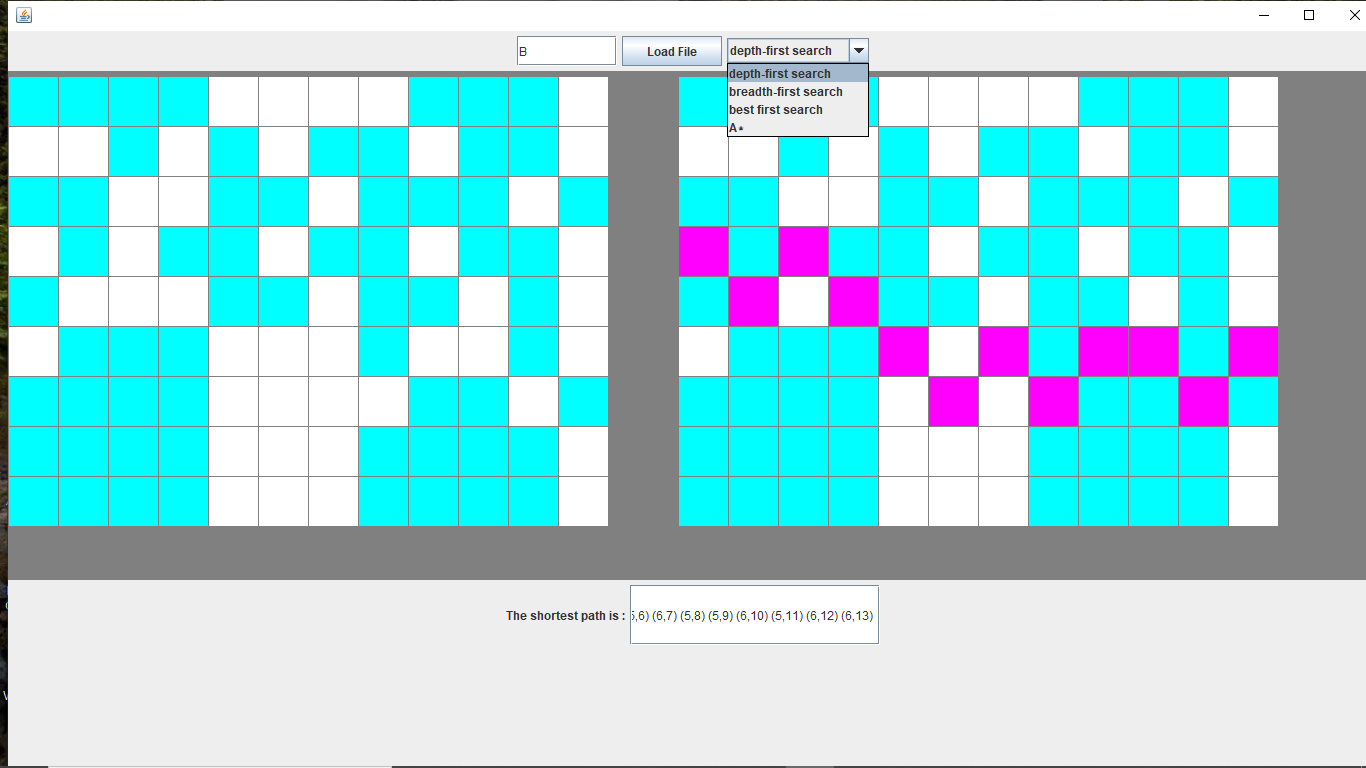 B
Load File
depth-first search
depth-first search
breadth-first search
best first search
A*
The shortest path is :
,6) (6,7) (5,8) (5,9) (6,10) (5,11) (6,12) (6,13)